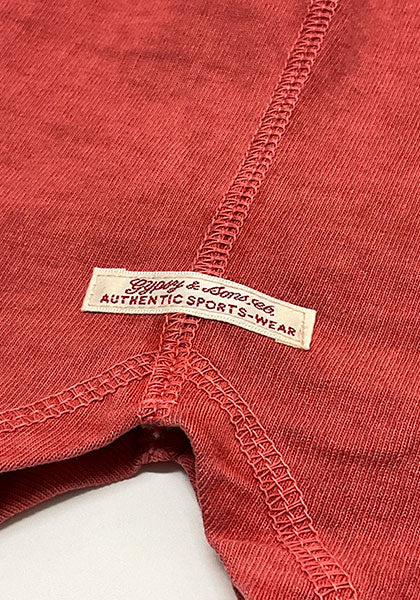 Gypsy & Sons Co.
AUTHENTIC SPORTS-WEAR